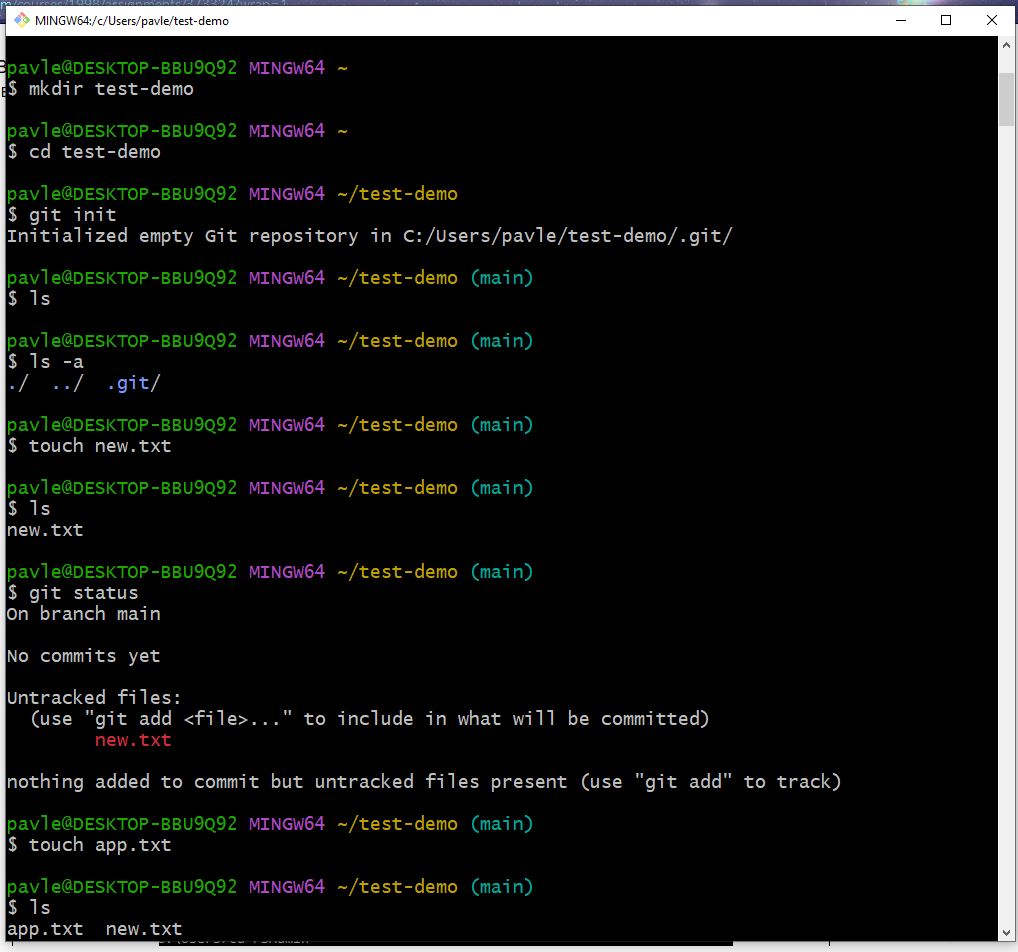 m/courses/1998/assignments/373324?wrap=1
MINGW64:/c/Users/pavle/test-demo
pavle@DESKTOP-BBU9Q92 MINGW64 ~
$ mkdir test-demo
pavle@DESKTOP-BBU9Q92 MINGW64 ~
$ cd test-demo
pavle@DESKTOP-BBU9Q92 MINGW64 ~/test-demo
$ git init
Initialized empty Git repository in C:/Users/pavle/test-demo/.git/
pavle@DESKTOP-BBU9Q92 MINGW64 ~/test-demo (main)
$ ls
pavle@DESKTOP-BBU9Q92 MINGW64 ~/test-demo (main)
$ ls -a
./  ../  .git/
pavle@DESKTOP-BBU9Q92 MINGW64 ~/test-demo (main)
$ touch new.txt
pavle@DESKTOP-BBU9Q92 MINGW64 ~/test-demo (main)
$ ls
new.txt
pavle@DESKTOP-BBU9Q92 MINGW64 ~/test-demo (main)
$ git status
On branch main
No commits yet
Untracked files:
  (use "git add <file>..." to include in what will be committed)
        new.txt
nothing added to commit but untracked files present (use "git add" to track)
pavle@DESKTOP-BBU9Q92 MINGW64 ~/test-demo (main)
$ touch app.txt
pavle@DESKTOP-BBU9Q92 MINGW64 ~/test-demo (main)
$ ls
app.txt  new.txt